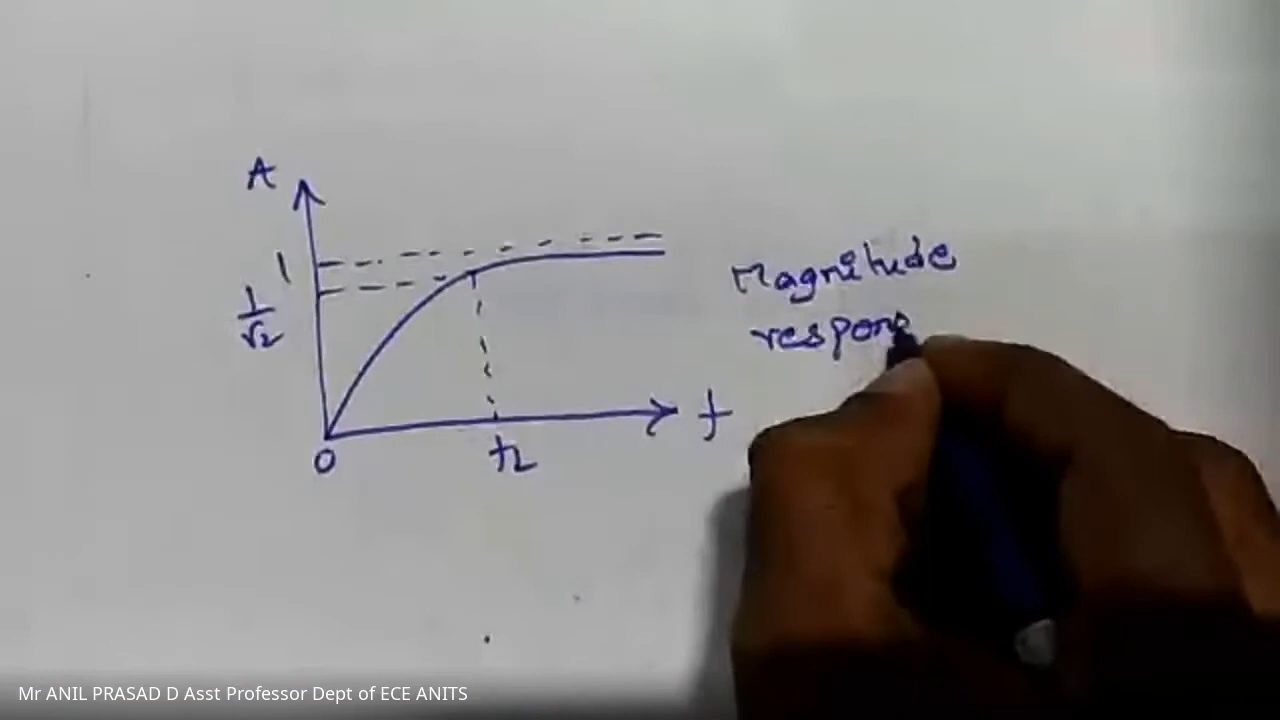 A
1
1/√2
0
f2
f
Magnitude
respons
Mr ANIL PRASAD D Asst Professor Dept of ECE ANITS